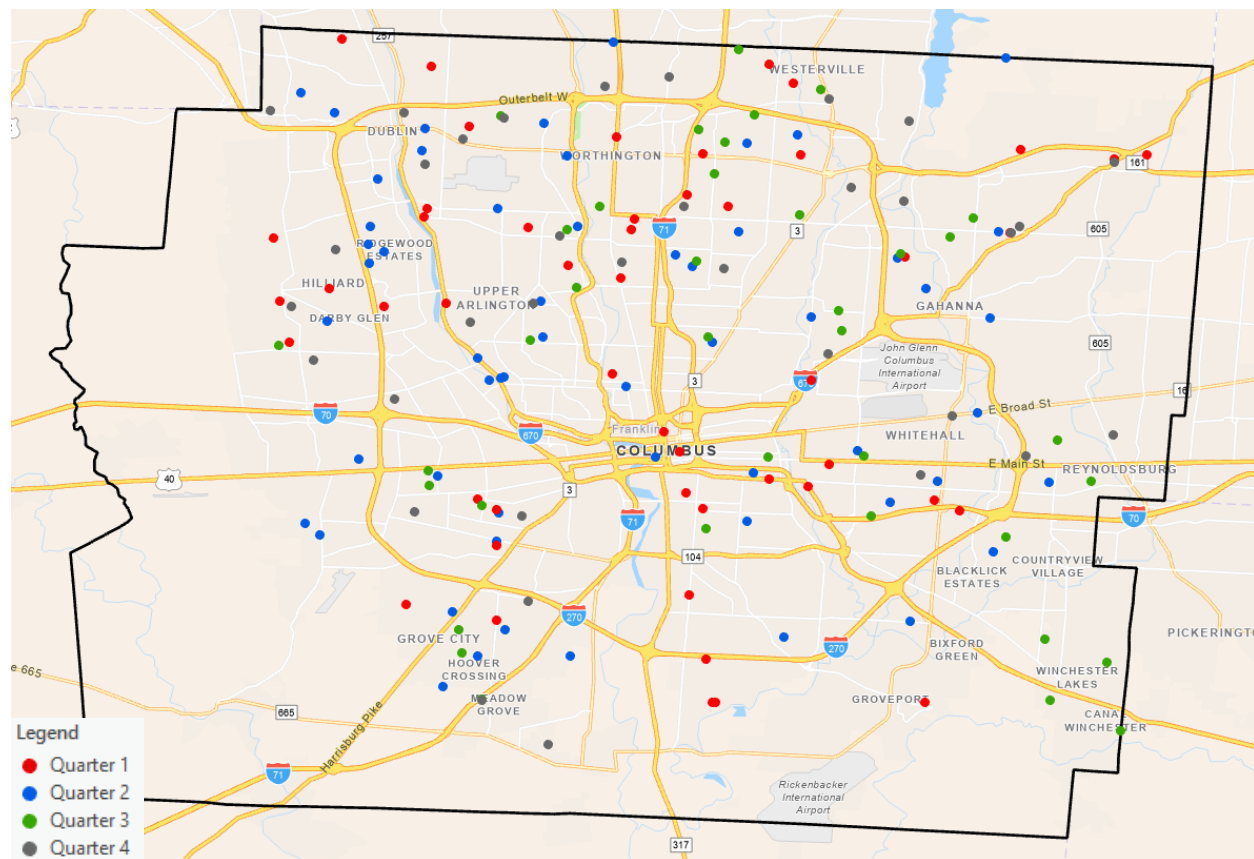 257
WESTERVILLE
Outerbelt W
DUBLIN
WORTHINGTON
161
71
3
605
RIDGEWOOD
ESTATES
HILLIARD
UPPER
ARLINGTON
GAHANNA
DARBY GLEN
605
John Glenn
Columbus
International
Airport
3
670
16
70
E Broad St
Franklin
670
WHITEHALL
COLUMBUS
E Main St
REYNOLDSBURG
40
3
71
70
104
COUNTRYVIEW
VILLAGE
BLACKLICK
ESTATES
270
GROVE CITY
270
BIXFORD
GREEN
PICKERINGTO
HOOVER
CROSSING
e 665
WINCHESTER
LAKES
MEADOW
GROVE
GROVEPORT
665
CANA
WINCHESTER
Harrisburg Pike
71
Rickenbacker
International
Airport
317
Legend
Quarter 1
Quarter 2
Quarter 3
Quarter 4